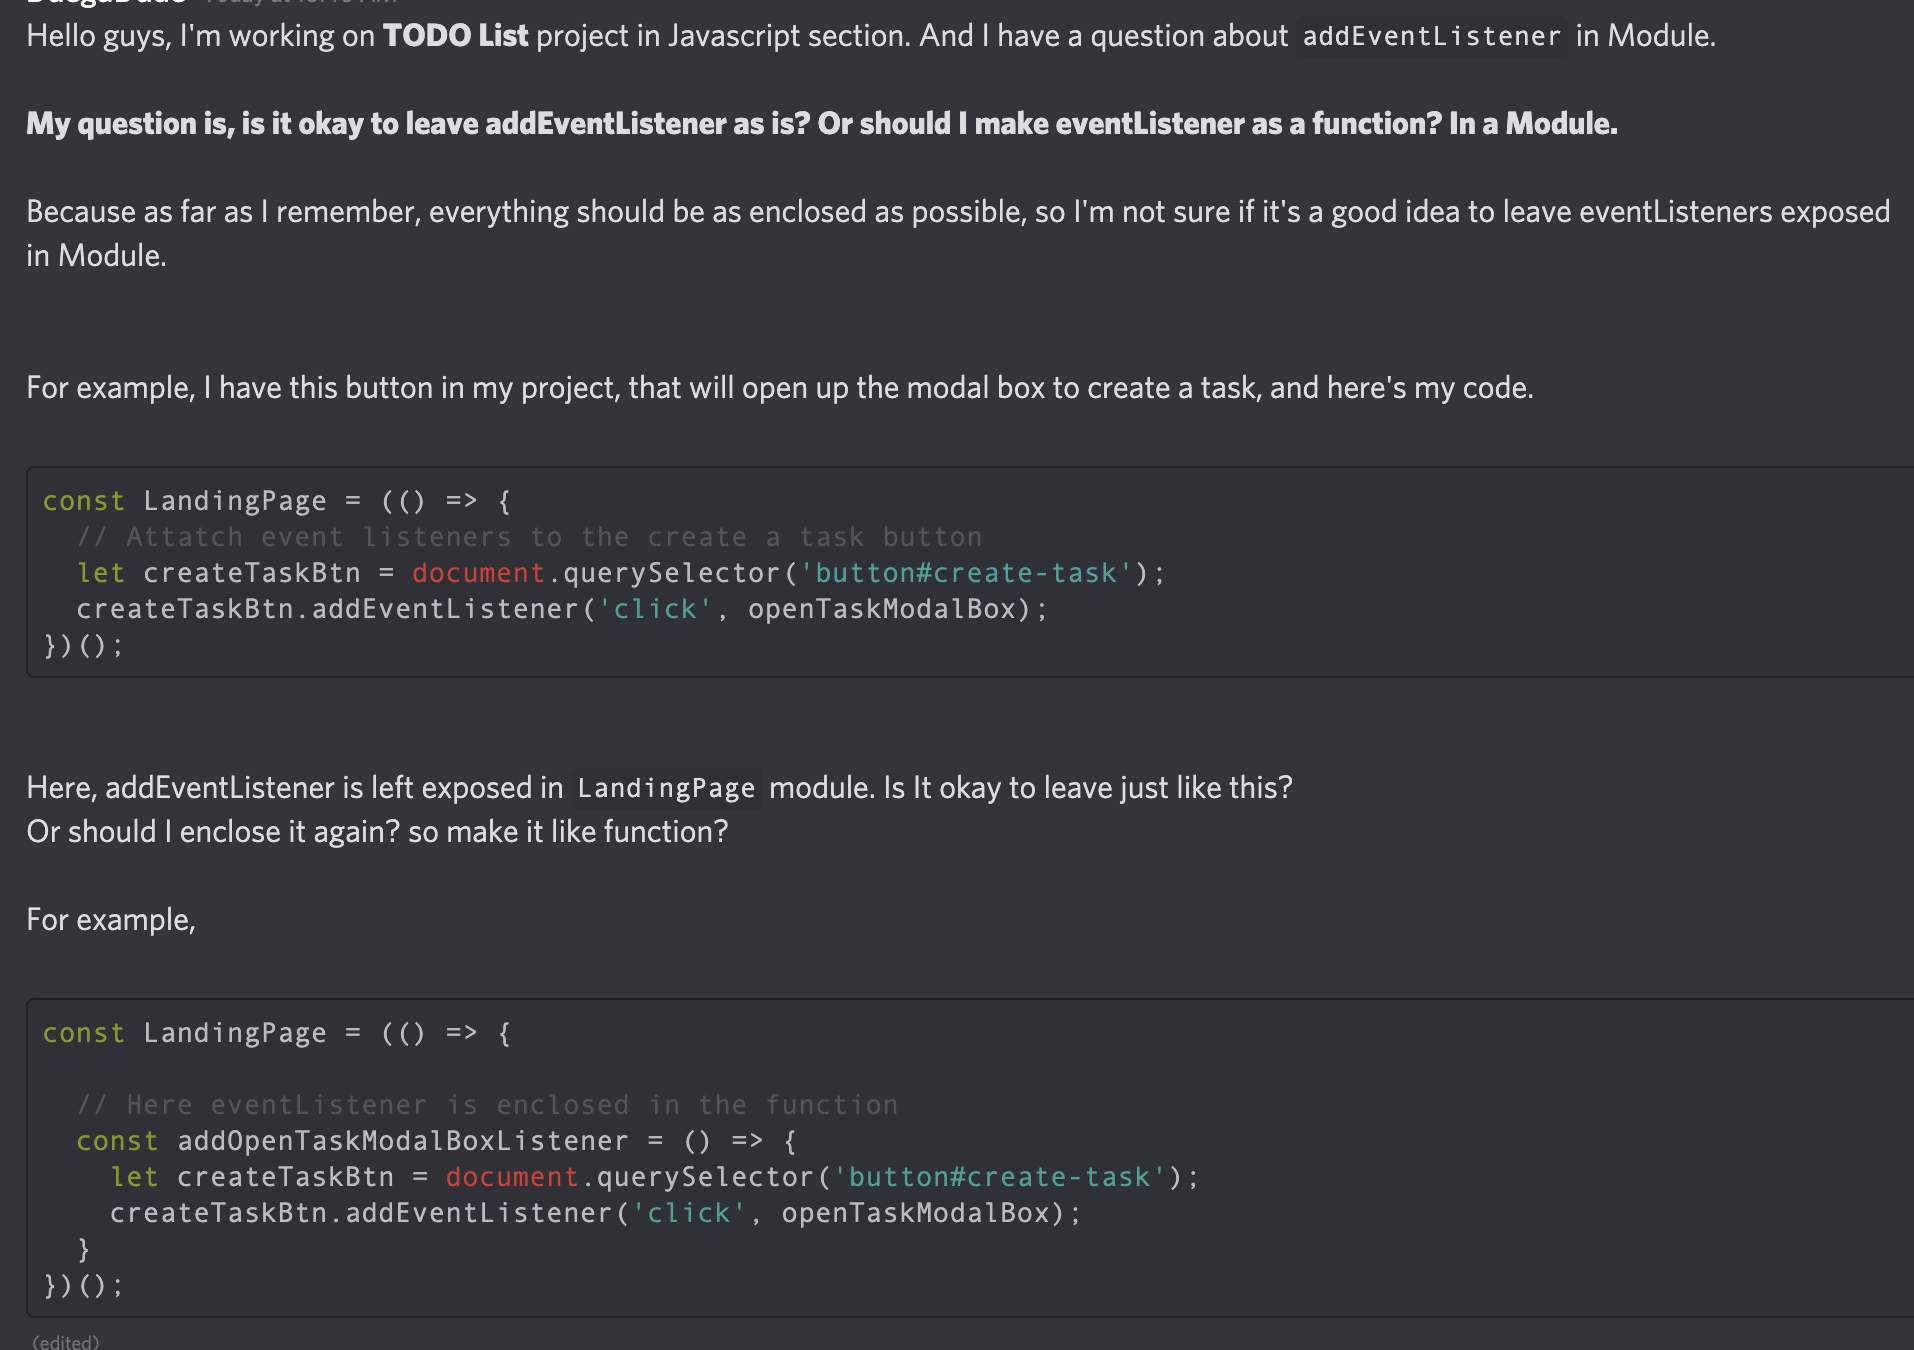 Hello guys, I'm working on TODO List project in Javascript section. And I have a question about addEventListener in Module.
My question is, is it okay to leave addEventListener as is? Or should I make eventListener as a function? In a Module.
Because as far as I remember, everything should be as enclosed as possible, so I'm not sure if it's a good idea to leave eventListeners exposed
in Module.
For example, I have this button in my project, that will open up the modal box to create a task, and here's my code.
const LandingPage = (() => {
  // Attatch event listeners to the create a task button
  let createTaskBtn = document.querySelector('button#create-task');
  createTaskBtn.addEventListener('click', openTaskModalBox);
})();
Here, addEventListener is left exposed in LandingPage module. Is It okay to leave just like this?
Or should I enclose it again? so make it like function?
For example,
const LandingPage = (() => {
  // Here eventListener is enclosed in the function
  const addOpenTaskModalBoxListener = () => {
    let createTaskBtn = document.querySelector('button#create-task');
    createTaskBtn.addEventListener('click', openTaskModalBox);
  }
})();
(edited)